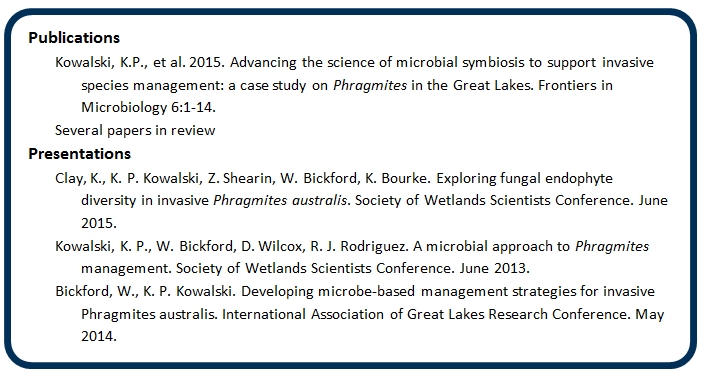 Publications
Kowalski, K.P., et al. 2015. Advancing the science of microbial symbiosis to support invasive
species management: a case study on Phragmites in the Great Lakes. Frontiers in
Microbiology 6:1-14.
Several papers in review
Presentations
Clay, K., K. P. Kowalski, Z. Shearin, W. Bickford, K. Bourke. Exploring fungal endophyte
diversity in invasive Phragmites australis. Society of Wetlands Scientists Conference. June
2015.
Kowalski, K. P., W. Bickford, D. Wilcox, R. J. Rodriguez. A microbial approach to Phragmites
management. Society of Wetlands Scientists Conference. June 2013.
Bickford, W., K. P. Kowalski. Developing microbe-based management strategies for invasive
Phragmites australis. International Association of Great Lakes Research Conference. May
2014.